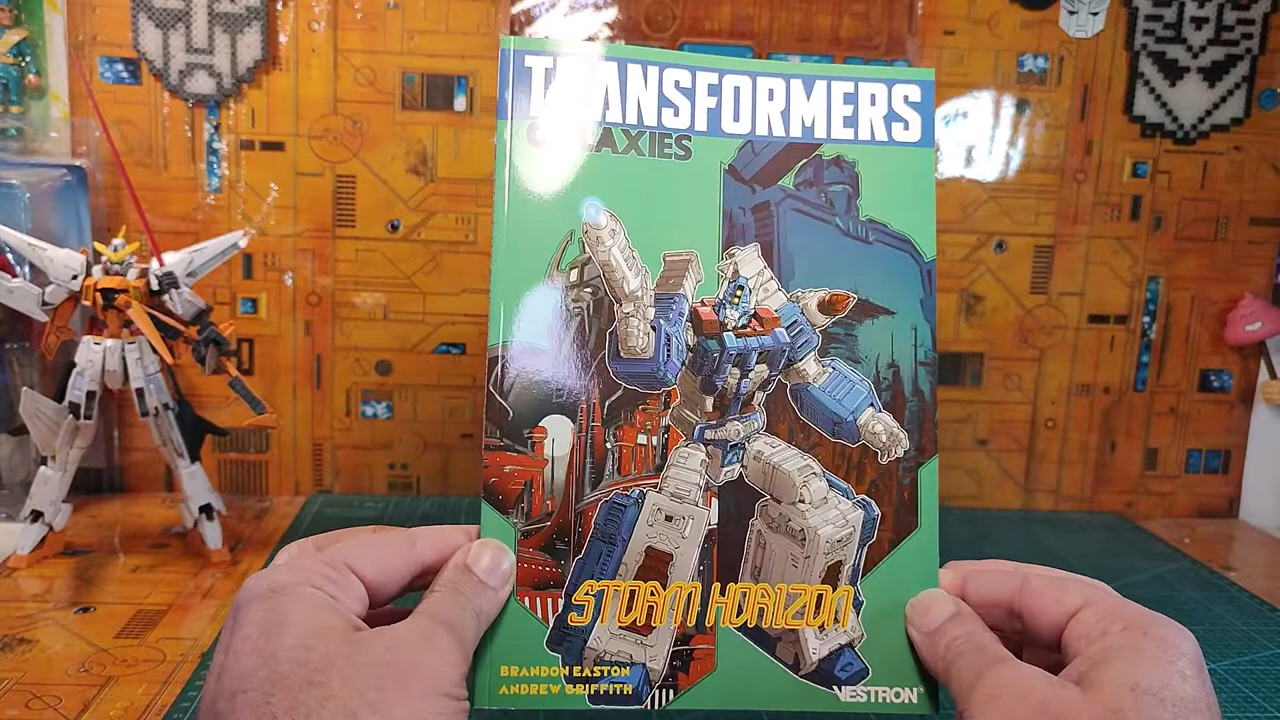 TRANSFORMERS
GALAXIES
STORM HORIZON
BRANDON EASTON
ANDREW GRIFFITH
VESTRON